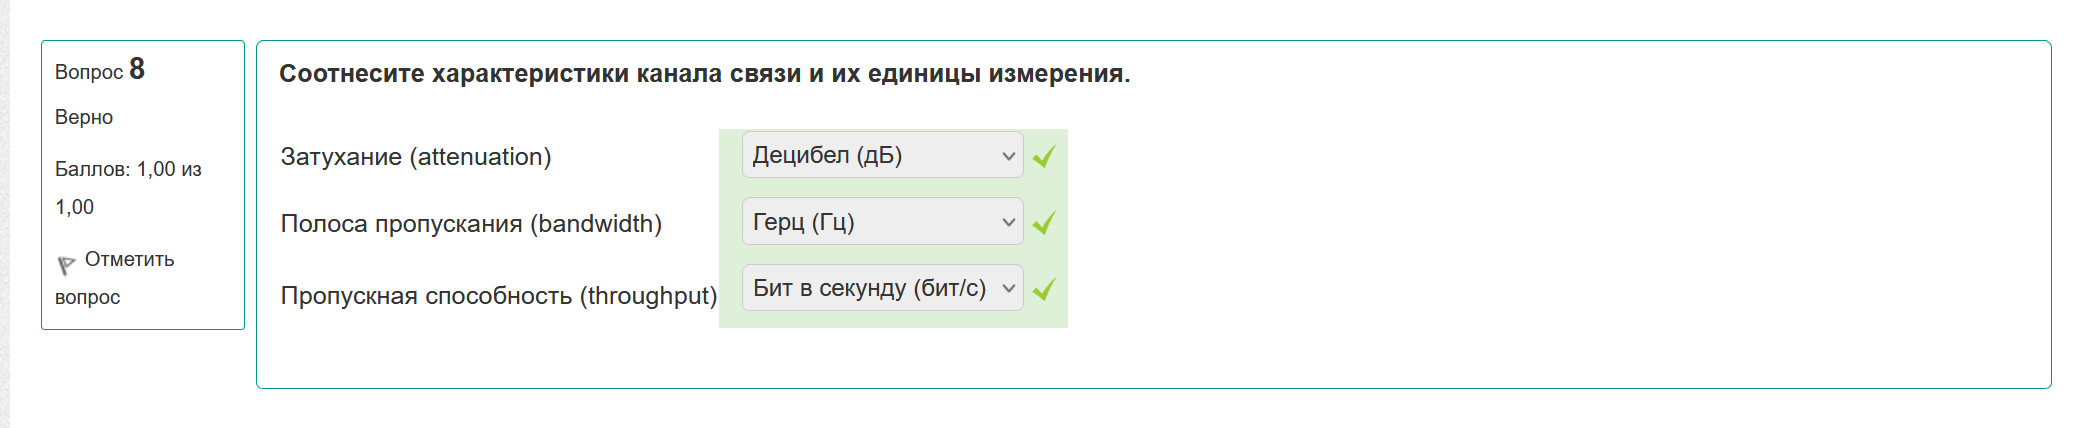 Вопрос 8
Верно
Баллов: 1,00 из
1,00
Отметить
вопрос
Соотнесите характеристики канала связи и их единицы измерения.
Затухание (attenuation) Децибел (дБ)
Полоса пропускания (bandwidth) Герц (Гц)
Пропускная способность (throughput) Бит в секунду (бит/с)